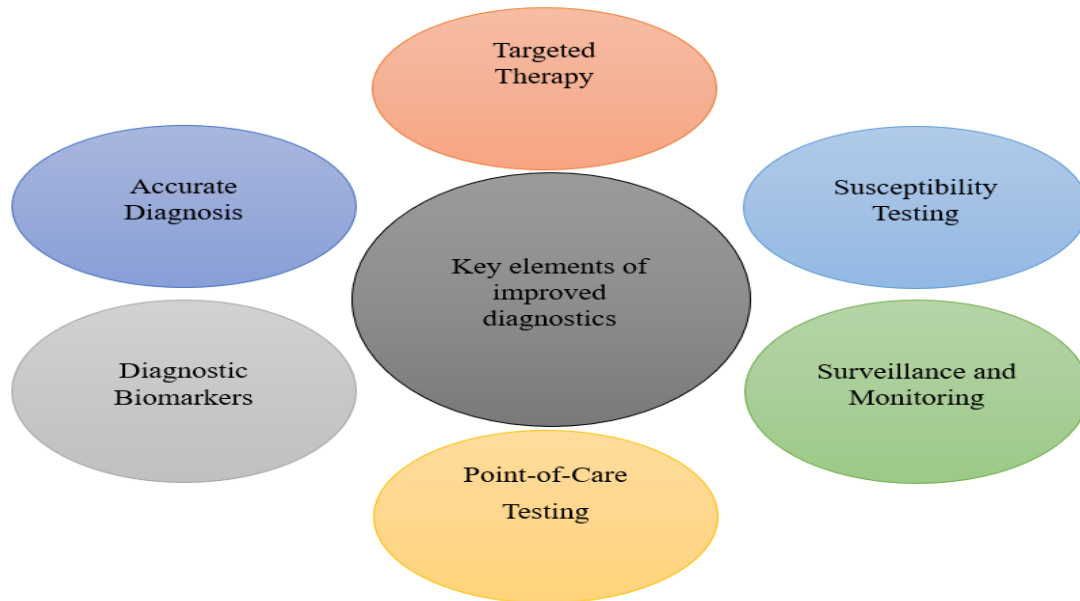 Targeted
Therapy
Accurate
Diagnosis
Susceptibility
Testing
Key elements of
improved
diagnostics
Diagnostic
Biomarkers
Surveillance and
Monitoring
Point-of-Care
Testing